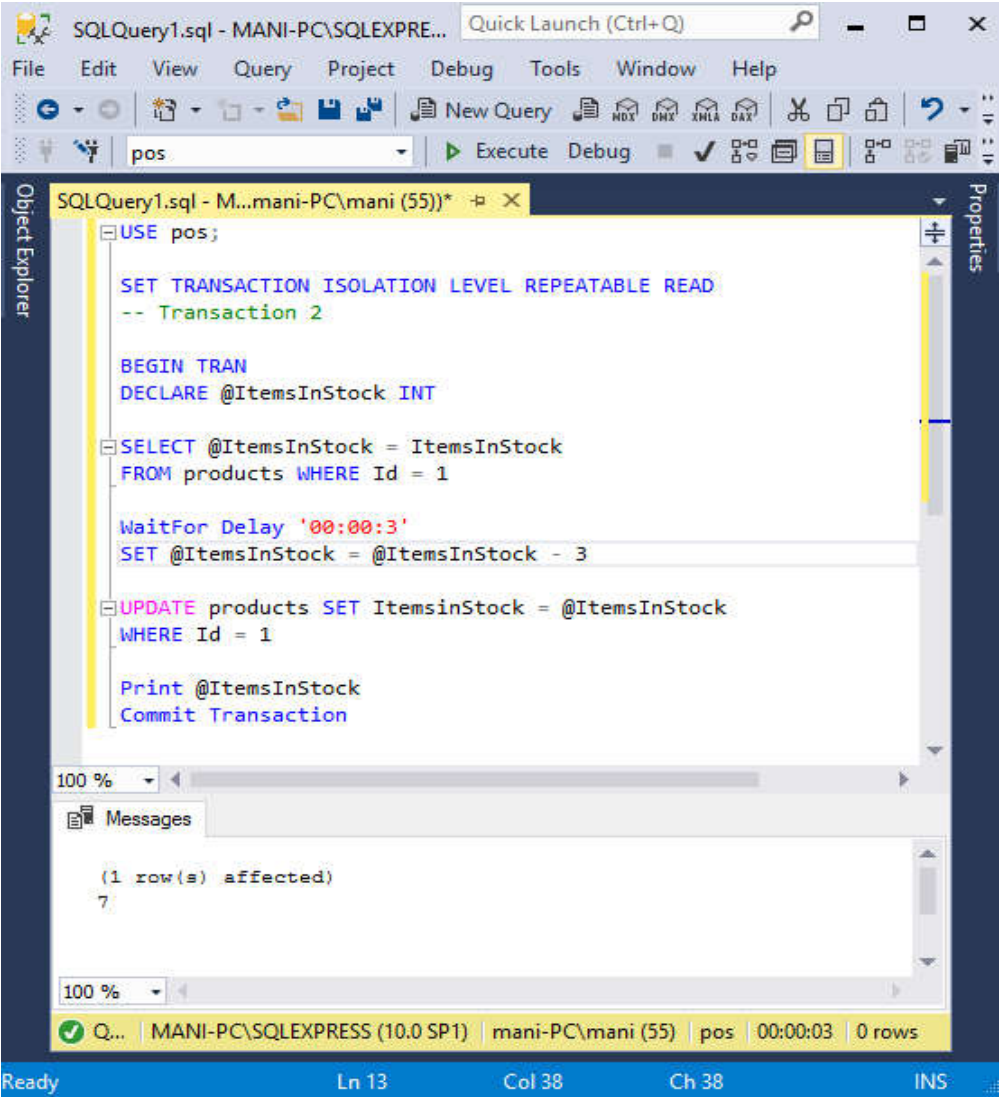 SQLQuery1.sql - MANI-PC\SQLEXPRE... Quick Launch (Ctrl+Q)
File Edit View Query Project Debug Tools Window Help
New Query MDX DMX XMLA DAX
pos Execute Debug
Object Explorer
SQLQuery1.sql - M...mani-PC\mani (55))*
Properties
USE pos;
SET TRANSACTION ISOLATION LEVEL REPEATABLE READ
-- Transaction 2
BEGIN TRAN
DECLARE @ItemsInStock INT
SELECT @ItemsInStock = ItemsInStock
FROM products WHERE Id = 1
WaitFor Delay '00:00:3'
SET @ItemsInStock = @ItemsInStock - 3
UPDATE products SET ItemsinStock = @ItemsInStock
WHERE Id = 1
Print @ItemsInStock
Commit Transaction
100 %
Messages
(1 row(s) affected)
7
100 %
Q... MANI-PC\SQLEXPRESS (10.0 SP1) mani-PC\mani (55) pos 00:00:03 0 rows
Ready Ln 13 Col 38 Ch 38 INS